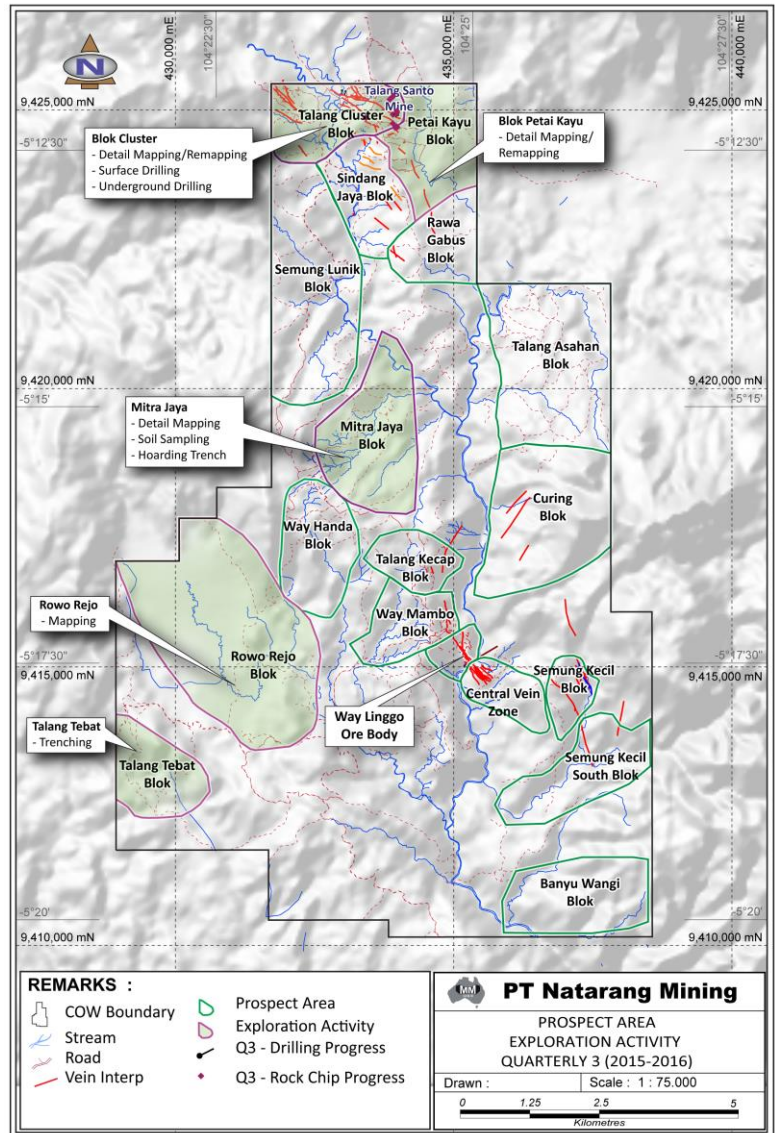 430,000 mE
104°22'30"
435,000 mE
104°25'
104°27'30"
440,000 mE
N
9,425,000 mN
-5°12'30"
9,425,000 mN
-5°12'30"
Talang Santo
Mine
Talang Cluster
Blok
Petai Kayu
Blok
Blok Cluster
- Detail Mapping/Remapping
- Surface Drilling
- Underground Drilling
Blok Petai Kayu
- Detail Mapping/
Remapping
Sindang
Jaya Blok
Rawa
Gabus
Blok
Semung Lunik
Blok
Talang Asahan
Blok
9,420,000 mN
-5°15'
9,420,000 mN
-5°15'
Mitra Jaya
- Detail Mapping
- Soil Sampling
- Hoarding Trench
Mitra Jaya
Blok
Curing
Blok
Way Handa
Blok
Talang Kecap
Blok
Way Mambo
Blok
Rowo Rejo
- Mapping
Rowo Rejo
Blok
-5°17'30"
9,415,000 mN
-5°17'30"
9,415,000 mN
Semung Kecil
Blok
Central Vein
Zone
Way Linggo
Ore Body
Talang Tebat
- Trenching
Talang Tebat
Blok
Semung Kecil
South Blok
Banyu Wangi
Blok
-5°20'
9,410,000 mN
-5°20'
9,410,000 mN
REMARKS :
COW Boundary
Stream
Road
Vein Interp
Prospect Area
Exploration Activity
Q3 - Drilling Progress
Q3 - Rock Chip Progress
MM
PT Natarang Mining
PROSPECT AREA
EXPLORATION ACTIVITY
QUARTERLY 3 (2015-2016)
Drawn :
Scale : 1 : 75.000
0 1.25 2.5 5
Kilometres